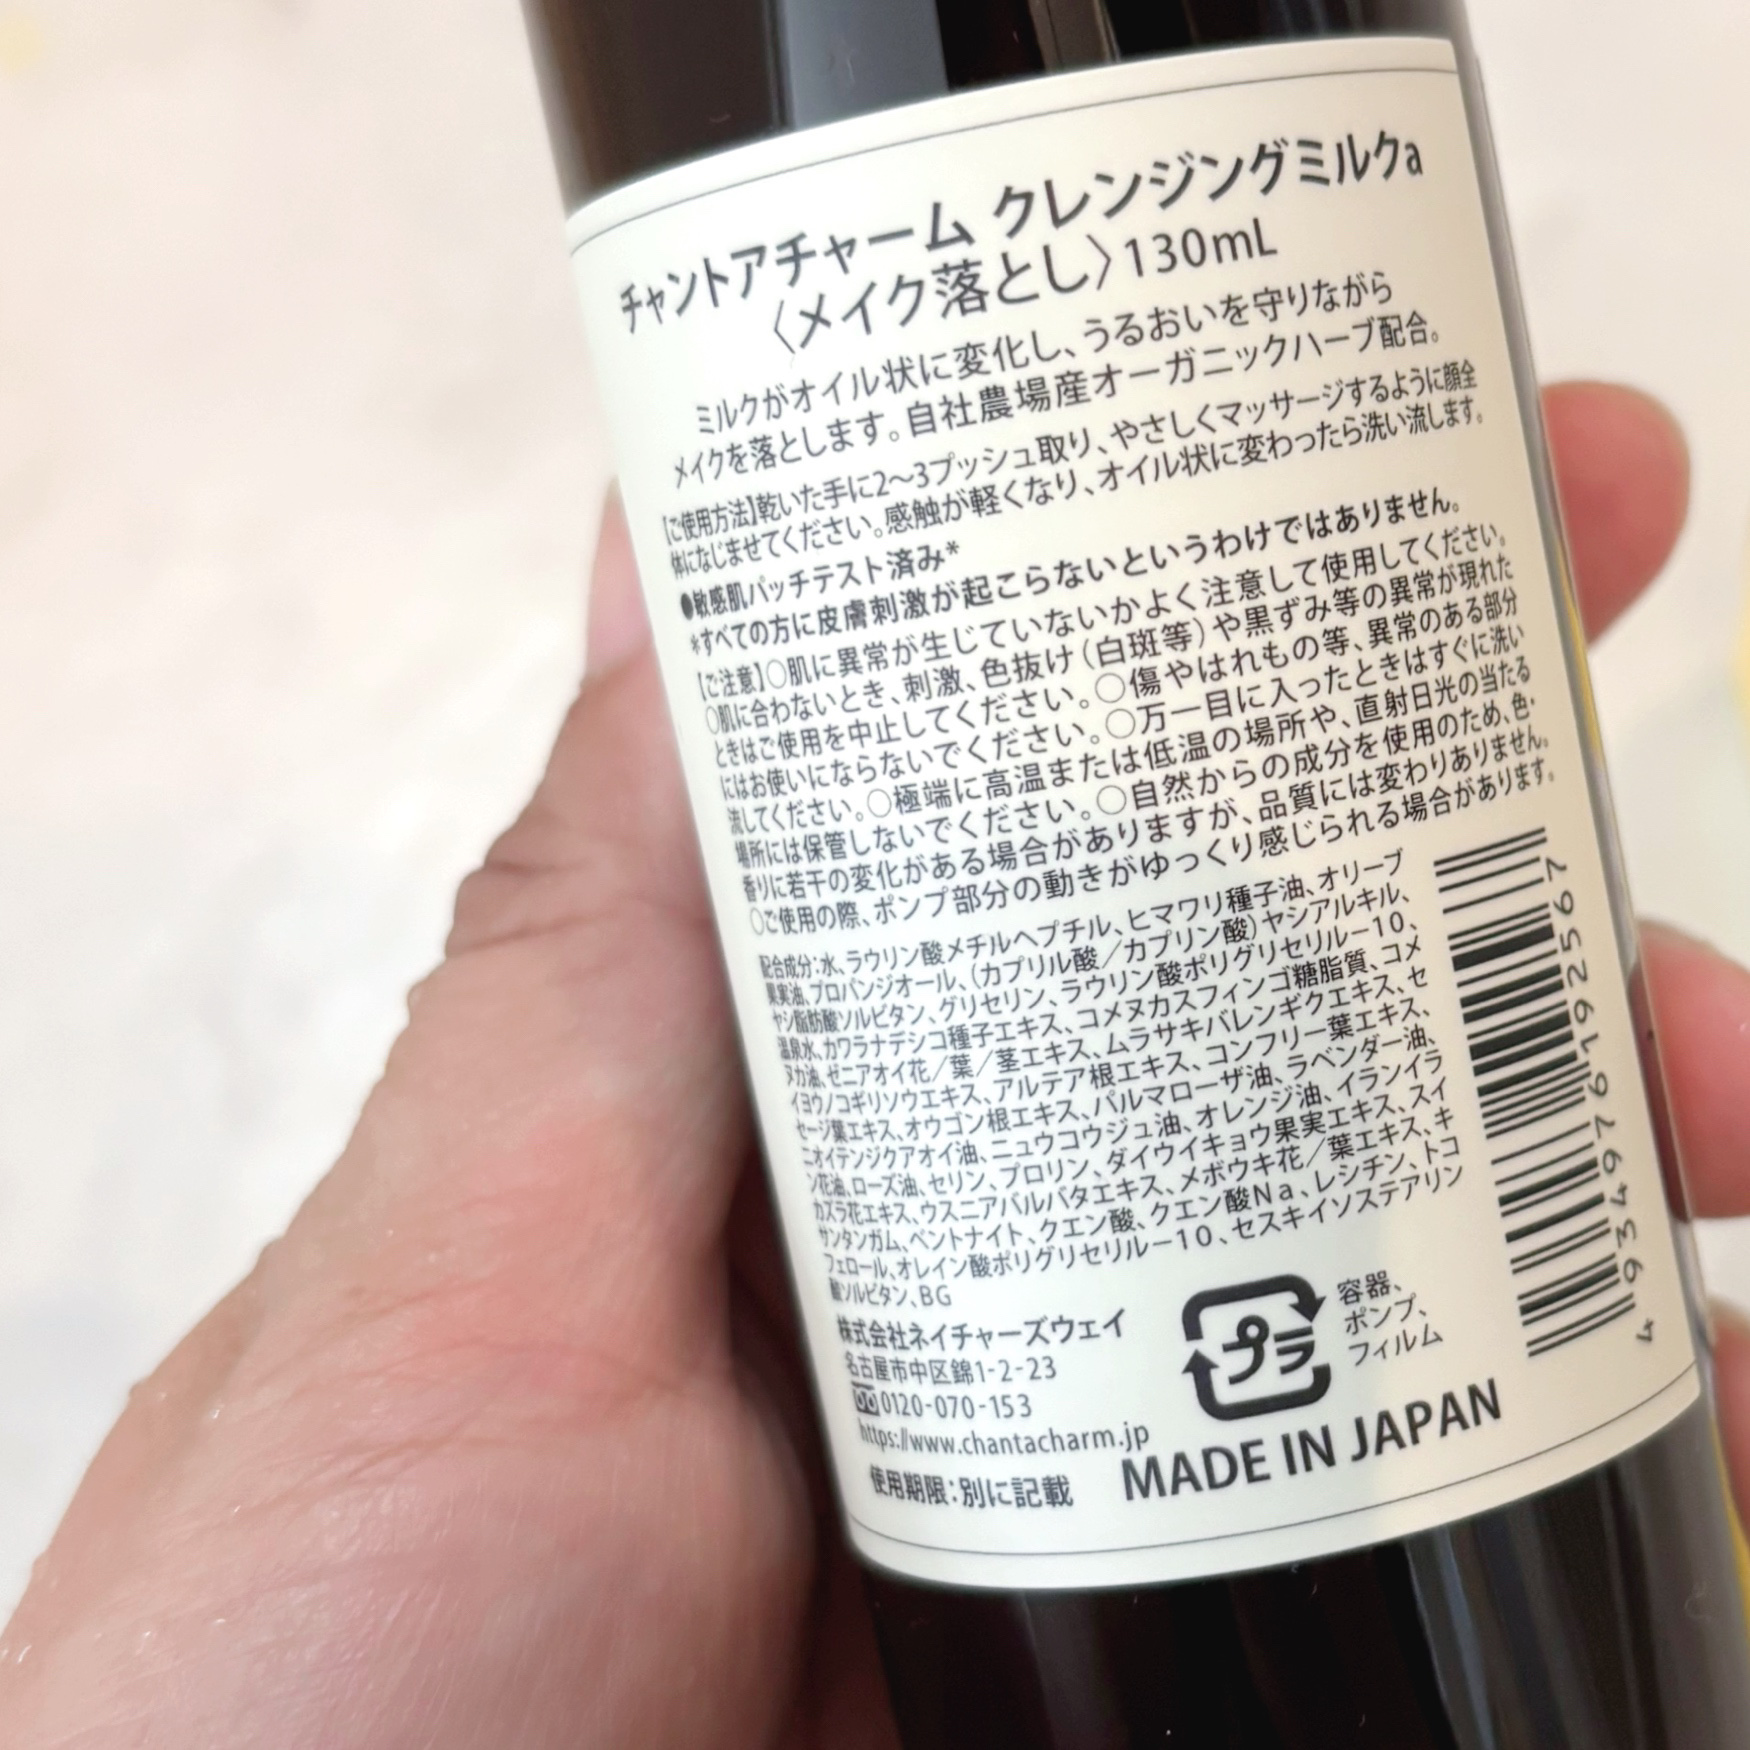 チャントアチャーム クレンジングミルクa
〈メイク落とし〉130mL
ミルクがオイル状に変化し、うるおいを守りながら
メイクを落とします。自社農場産オーガニックハーブ配合。
【ご使用方法】乾いた手に2〜3プッシュ取り、やさしくマッサージするように顔全
体になじませてください。感触が軽くなり、オイル状に変わったら洗い流します。
●敏感肌パッチテスト済み*
*すべての方に皮膚刺激が起こらないというわけではありません。
【ご注意】○肌に異常が生じていないかよく注意して使用してください。
○肌に合わないとき、刺激、色抜け(白斑等)や黒ずみ等の異常が現れた
ときはご使用を中止してください。○傷やはれもの等、異常のある部分
にはお使いにならないでください。○万一目に入ったときはすぐに洗い
流してください。○極端に高温または低温の場所や、直射日光の当たる
場所には保管しないでください。○自然からの成分を使用のため、色・
香りに若干の変化がある場合がありますが、品質には変わりありません。
○ご使用の際、ポンプ部分の動きがゆっくり感じられる場合があります。
配合成分:水、ラウリン酸メチルヘプチル、ヒマワリ種子油、オリーブ
果実油、プロパンジオール、(カプリル酸/カプリン酸)ヤシアルキル、
ヤシ脂肪酸ソルビタン、グリセリン、ラウリン酸ポリグリセリル-10、
温泉水、カワラナデシコ種子エキス、コメヌカスフィンゴ糖脂質、コメ
ヌカ油、ゼニアオイ花/葉/茎エキス、ムラサキバレンギクエキス、セ
イヨウノコギリソウエキス、アルテア根エキス、コンフリー葉エキス、
セージ葉エキス、オウゴン根エキス、パルマローザ油、ラベンダー油、
ニオイテンジクアオイ油、ニュウコウジュ油、オレンジ油、イランイラ
ン花油、ローズ油、セリン、プロリン、ダイウイキョウ果実エキス、スイ
カズラ花エキス、ウスニアバルバタエキス、メボウキ花/葉エキス、キ
サンタンガム、ベントナイト、クエン酸、クエン酸Na、レシチン、トコ
フェロール、オレイン酸ポリグリセリル-10、セスキイソステアリン
酸ソルビタン、BG
株式会社ネイチャーズウェイ
名古屋市中区錦1-2-23
0120-070-153
https://www.chantacharm.jp
使用期限:別に記載
プラ
容器、
ポンプ、
フィルム
MADE IN JAPAN
4 963497 925567